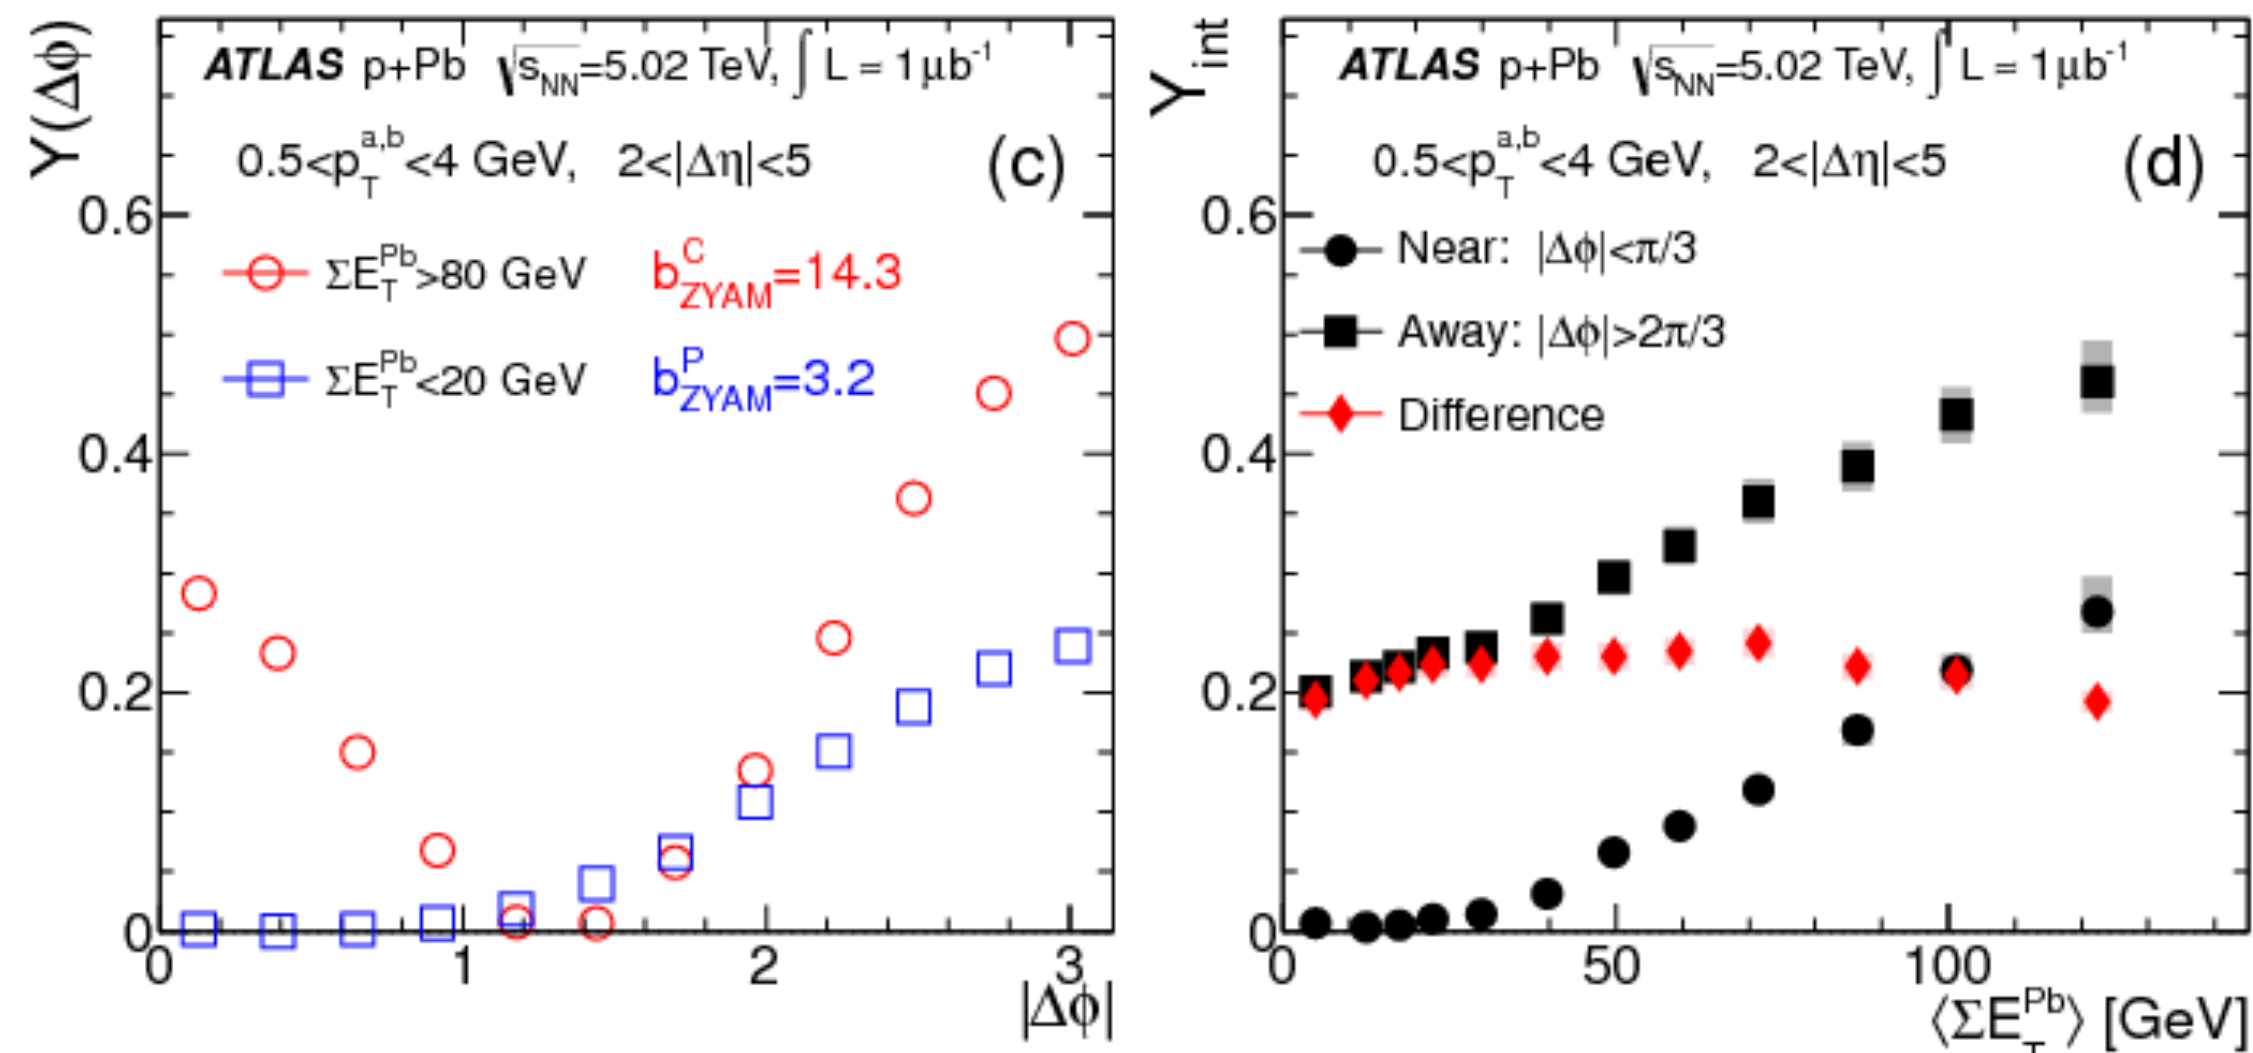 Y(Δϕ)
ATLAS p+Pb √sNN=5.02 TeV, ∫ L = 1μb-1
0.5<pTa,b<4 GeV, 2<|Δη|<5
(c)
ΣETPb>80 GeV bCZYAM=14.3
ΣETPb<20 GeV bPZYAM=3.2
0.6
0.4
0.2
0
0 1 2 3
|Δϕ|
Yint
ATLAS p+Pb √sNN=5.02 TeV, ∫ L = 1μb-1
0.5<pTa,b<4 GeV, 2<|Δη|<5
(d)
Near: |Δϕ|<π/3
Away: |Δϕ|>2π/3
Difference
0.6
0.4
0.2
0
0 50 100
⟨ΣETPb⟩ [GeV]